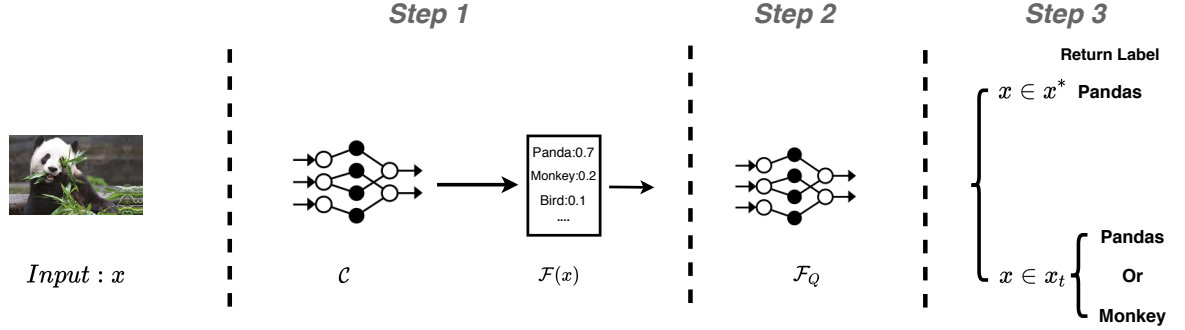 Step 1
Step 2
Step 3
Return Label
x ∈ x* Pandas
Panda:0.7
Monkey:0.2
Bird:0.1
....
Pandas
Input : x
C
F(x)
F_Q
x ∈ x_t
Or
Monkey